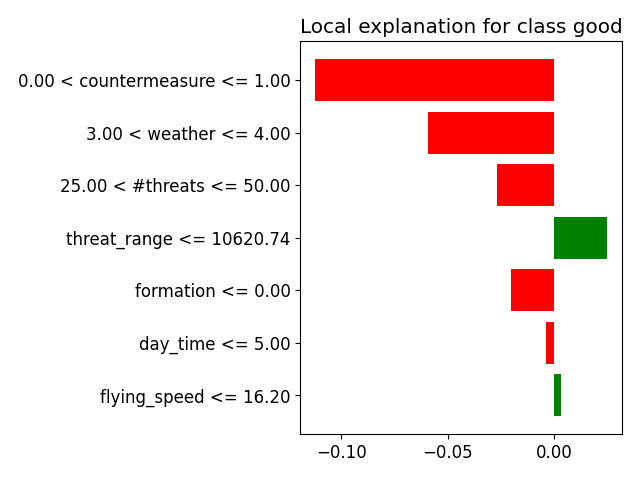 Local explanation for class good
0.00 < countermeasure <= 1.00
3.00 < weather <= 4.00
25.00 < #threats <= 50.00
threat_range <= 10620.74
formation <= 0.00
day_time <= 5.00
flying_speed <= 16.20
−0.10 −0.05 0.00